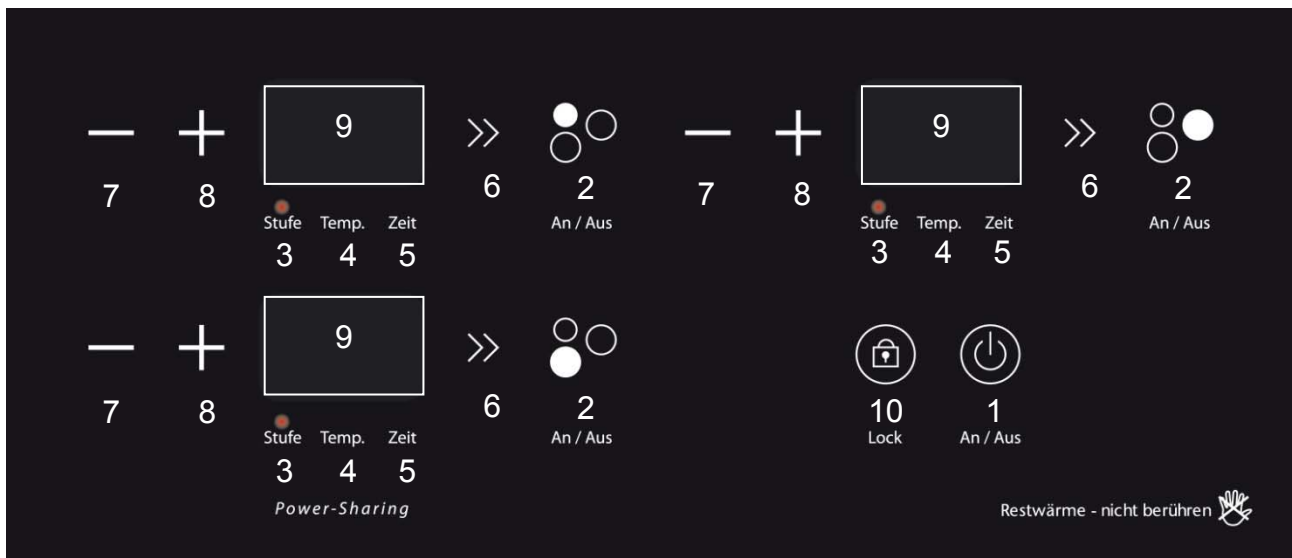 9 9
7 8 6 2 7 8 6 2
Stufe Temp. Zeit An / Aus Stufe Temp. Zeit An / Aus
3 4 5 3 4 5
9
7 8 6 2 10 1
Stufe Temp. Zeit An / Aus Lock An / Aus
3 4 5
Power-Sharing
Restwärme - nicht berühren